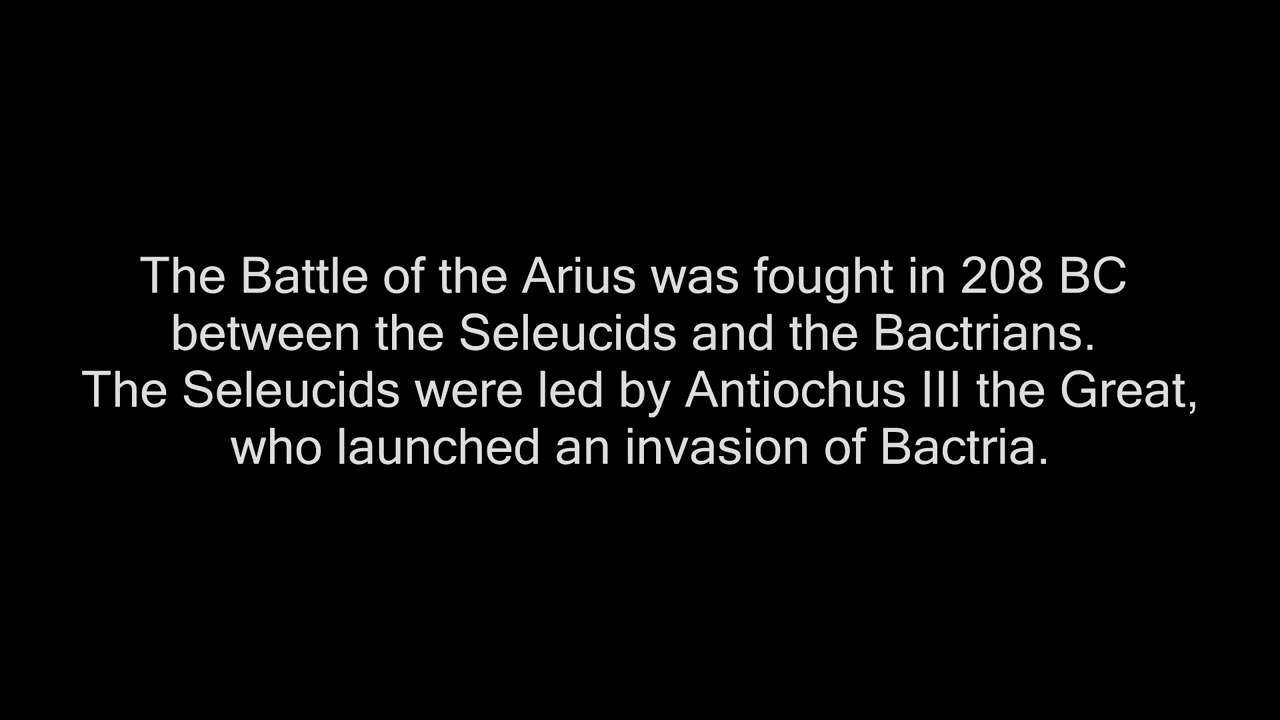 The Battle of the Arius was fought in 208 BC
between the Seleucids and the Bactrians.
The Seleucids were led by Antiochus III the Great,
who launched an invasion of Bactria.